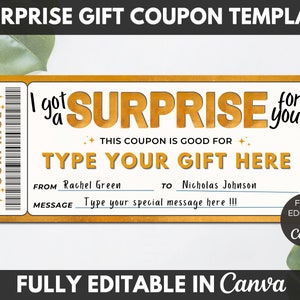 SURPRISE GIFT COUPON TEMPLATE
I got a SURPRISE for you
THIS COUPON IS GOOD FOR
TYPE YOUR GIFT HERE
FROM Rachel Green TO Nicholas Johnson
MESSAGE Type your special message here !!!
FULLY EDITABLE IN Canva